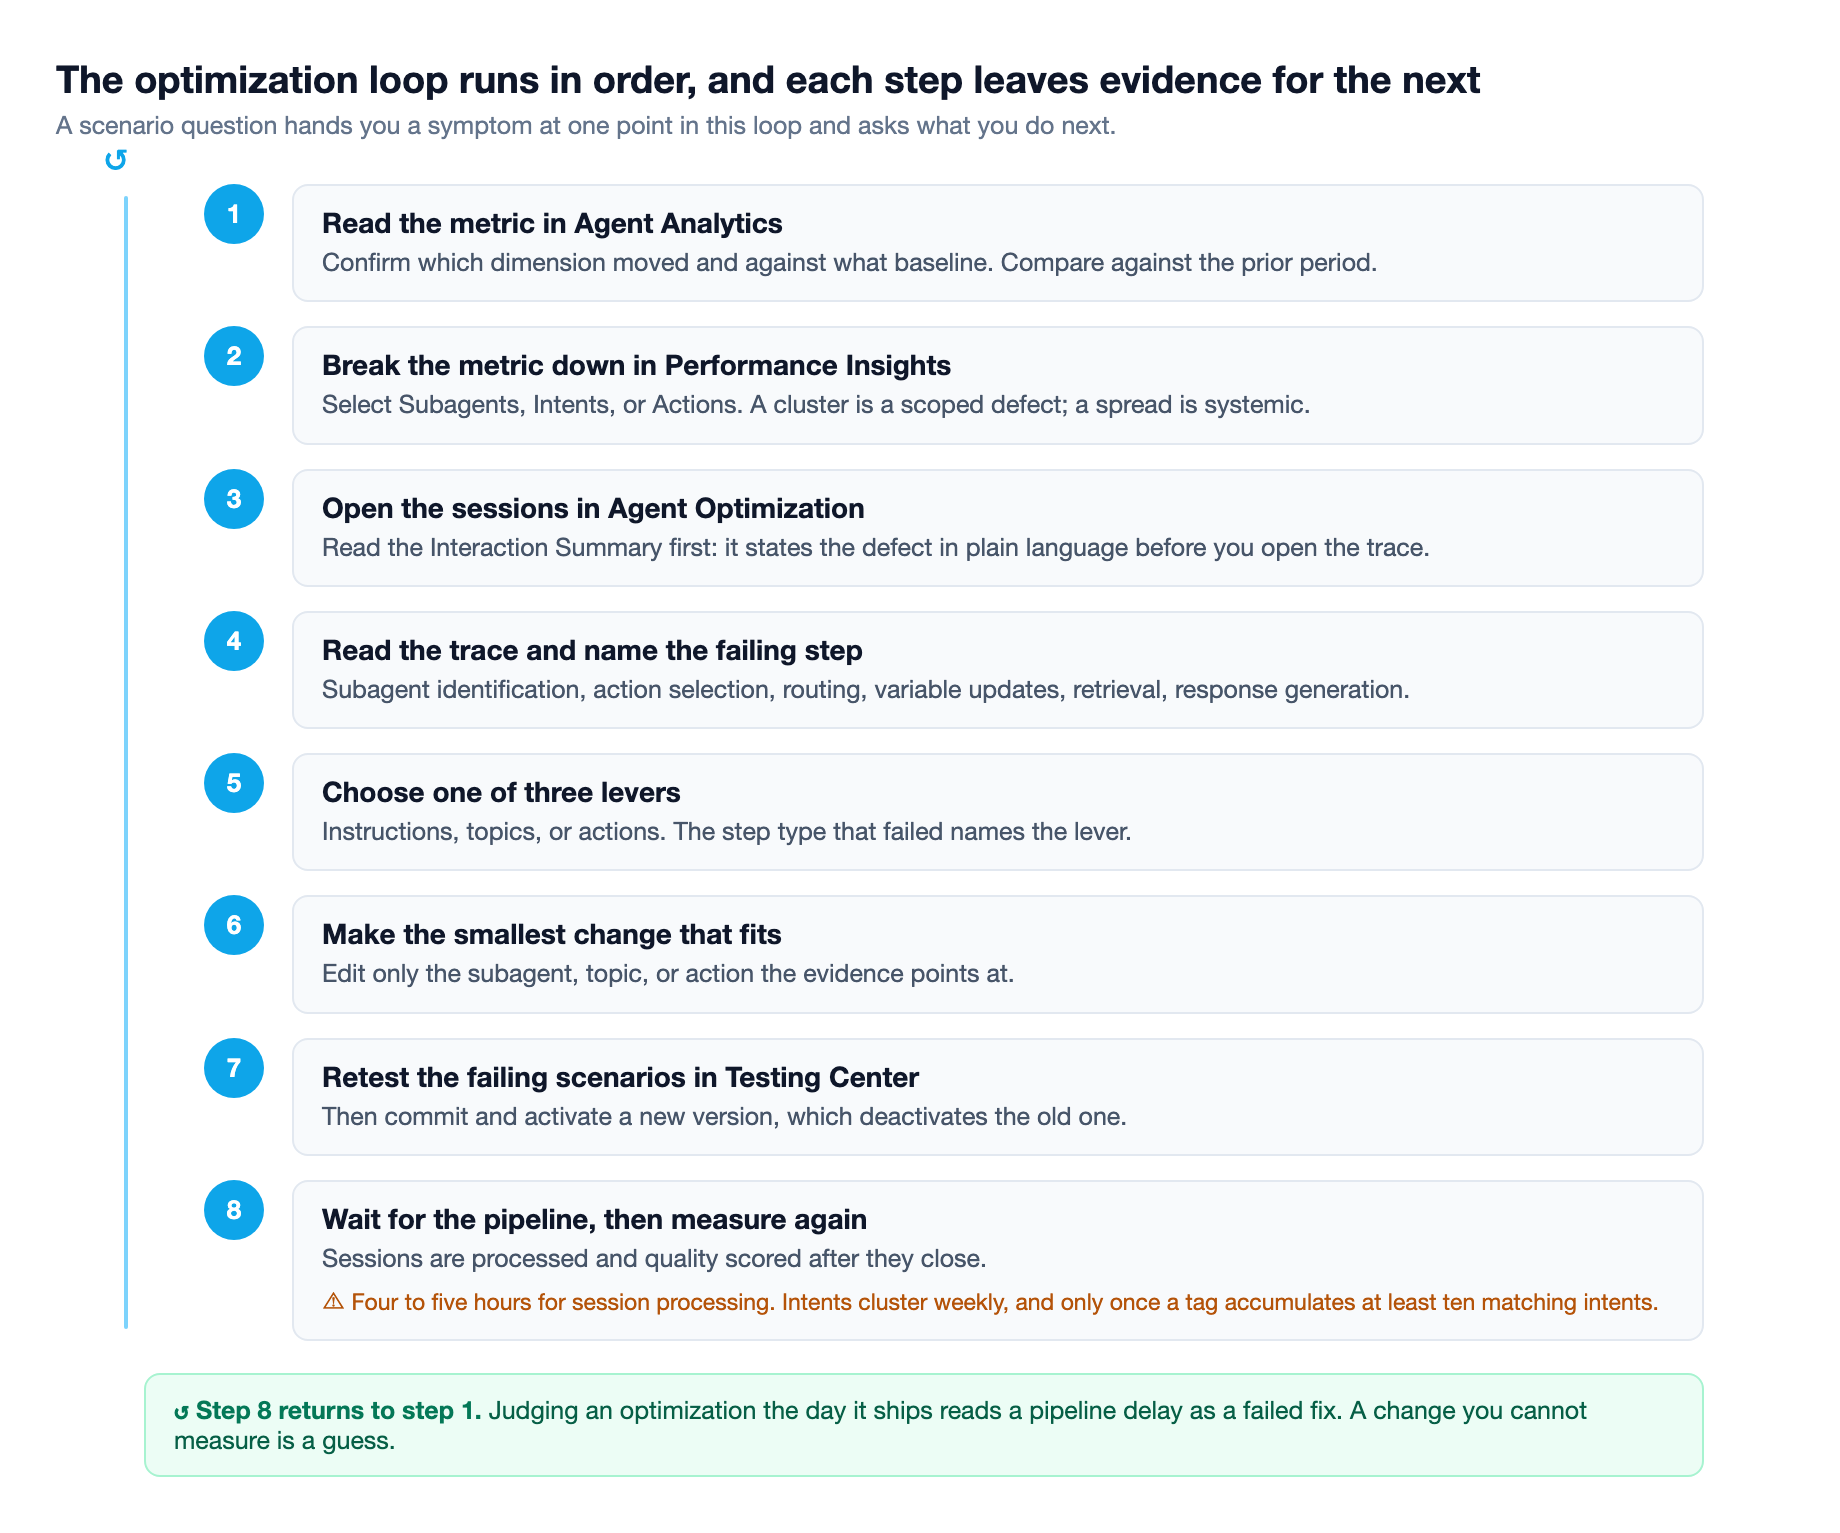 The optimization loop runs in order, and each step leaves evidence for the next
A scenario question hands you a symptom at one point in this loop and asks what you do next.
↺
1
Read the metric in Agent Analytics
Confirm which dimension moved and against what baseline. Compare against the prior period.
2
Break the metric down in Performance Insights
Select Subagents, Intents, or Actions. A cluster is a scoped defect; a spread is systemic.
3
Open the sessions in Agent Optimization
Read the Interaction Summary first: it states the defect in plain language before you open the trace.
4
Read the trace and name the failing step
Subagent identification, action selection, routing, variable updates, retrieval, response generation.
5
Choose one of three levers
Instructions, topics, or actions. The step type that failed names the lever.
6
Make the smallest change that fits
Edit only the subagent, topic, or action the evidence points at.
7
Retest the failing scenarios in Testing Center
Then commit and activate a new version, which deactivates the old one.
8
Wait for the pipeline, then measure again
Sessions are processed and quality scored after they close.
⚠ Four to five hours for session processing. Intents cluster weekly, and only once a tag accumulates at least ten matching intents.
↺ Step 8 returns to step 1. Judging an optimization the day it ships reads a pipeline delay as a failed fix. A change you cannot
measure is a guess.